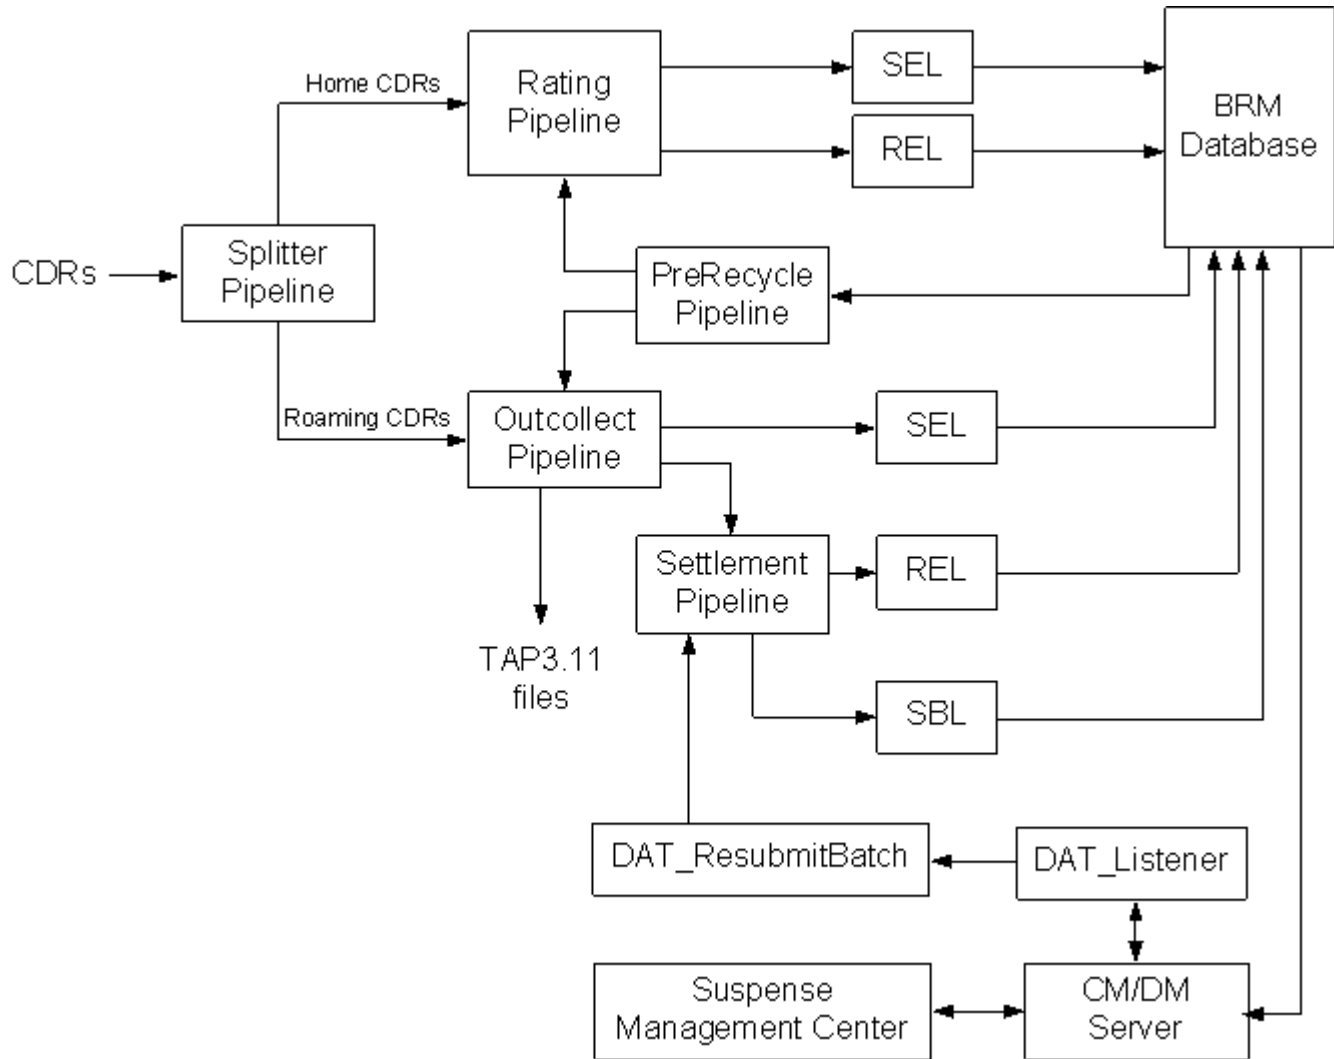 SEL
Rating
Pipeline
Home CDRs
BRM
Database
REL
Splitter
Pipeline
CDRs
PreRecycle
Pipeline
Roaming CDRs
Outcollect
Pipeline
SEL
Settlement
Pipeline
REL
TAP3.11
files
SBL
DAT_ResubmitBatch
DAT_Listener
Suspense
Management Center
CM/DM
Server